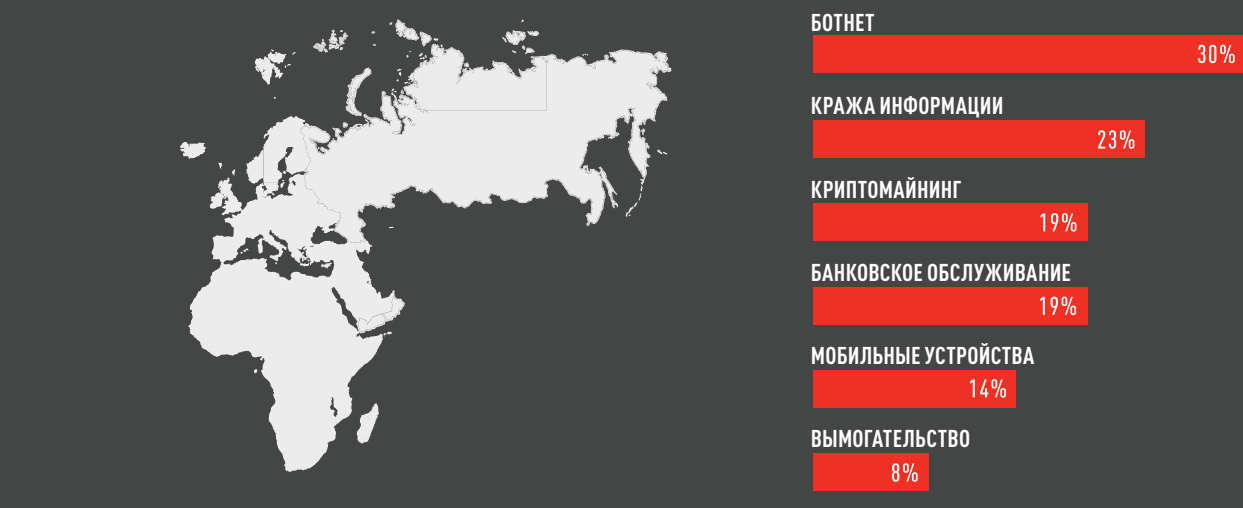 БОТНЕТ
30%
КРАЖА ИНФОРМАЦИИ
23%
КРИПТОМАЙНИНГ
19%
БАНКОВСКОЕ ОБСЛУЖИВАНИЕ
19%
МОБИЛЬНЫЕ УСТРОЙСТВА
14%
ВЫМОГАТЕЛЬСТВО
8%